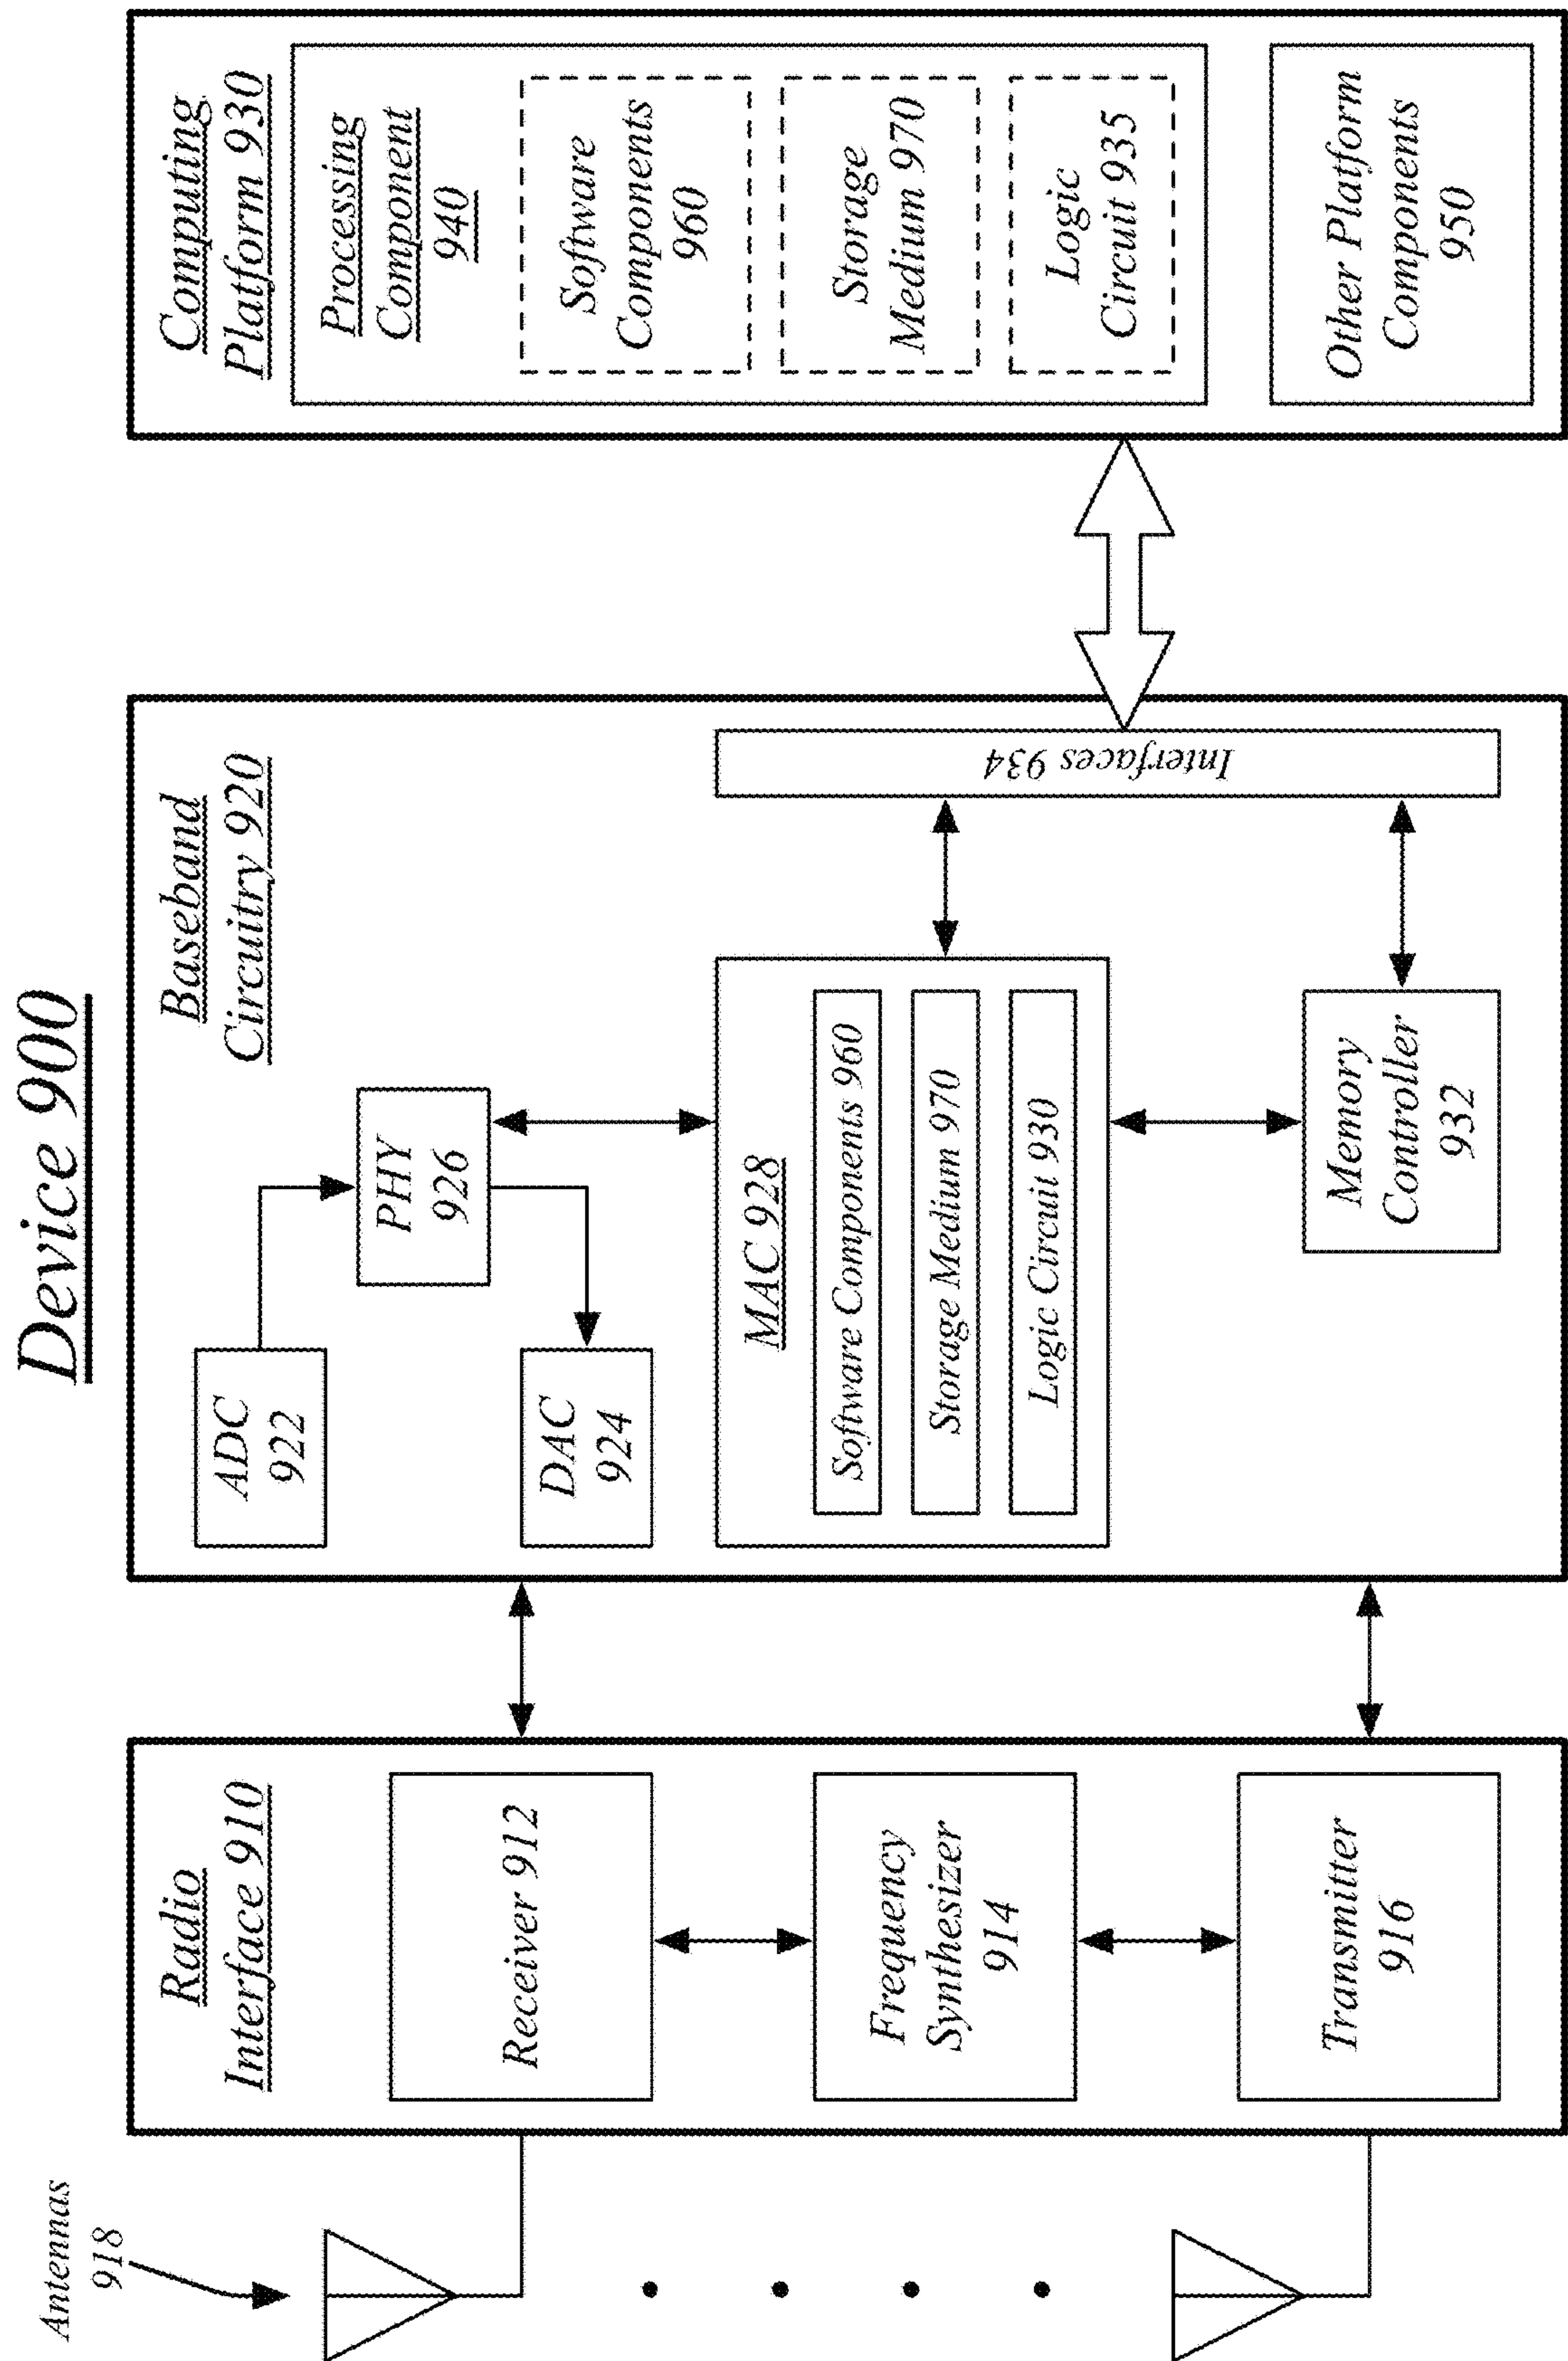 Device 900
Antennas
918
Radio
Interface 910
Receiver 912
Frequency
Synthesizer
914
Transmitter
916
Baseband
Circuitry 920
ADC
922
PHY
926
DAC
924
MAC 928
Software Components 960
Storage Medium 970
Logic Circuit 930
Memory
Controller
932
Interfaces 934
Computing
Platform 930
Processing
Component
940
Software
Components
960
Storage
Medium 970
Logic
Circuit 935
Other Platform
Components
950